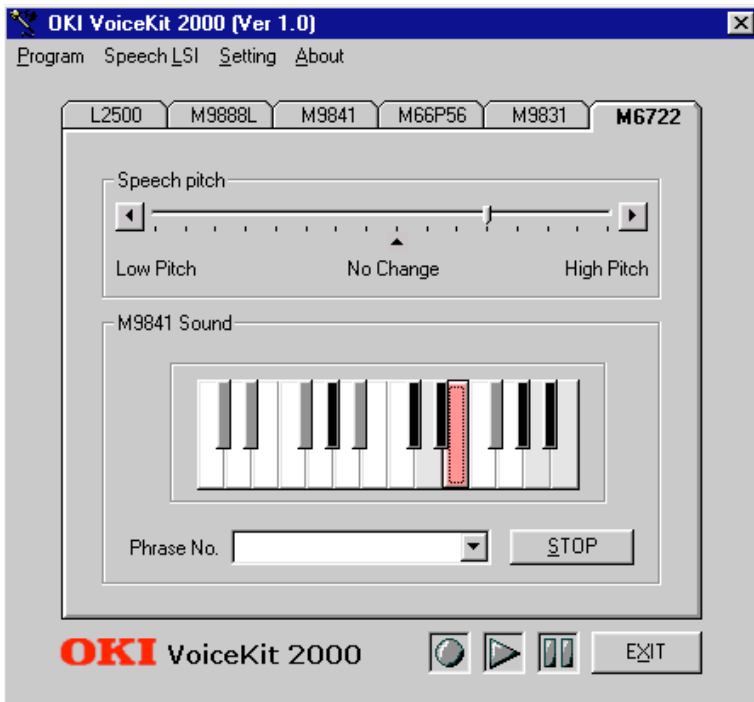 OKI VoiceKit 2000 (Ver 1.0)
Program Speech LSI Setting About
L2500 M9888L M9841 M66P56 M9831 M6722
Speech pitch
Low Pitch No Change High Pitch
M9841 Sound
Phrase No. STOP
OKI VoiceKit 2000 EXIT